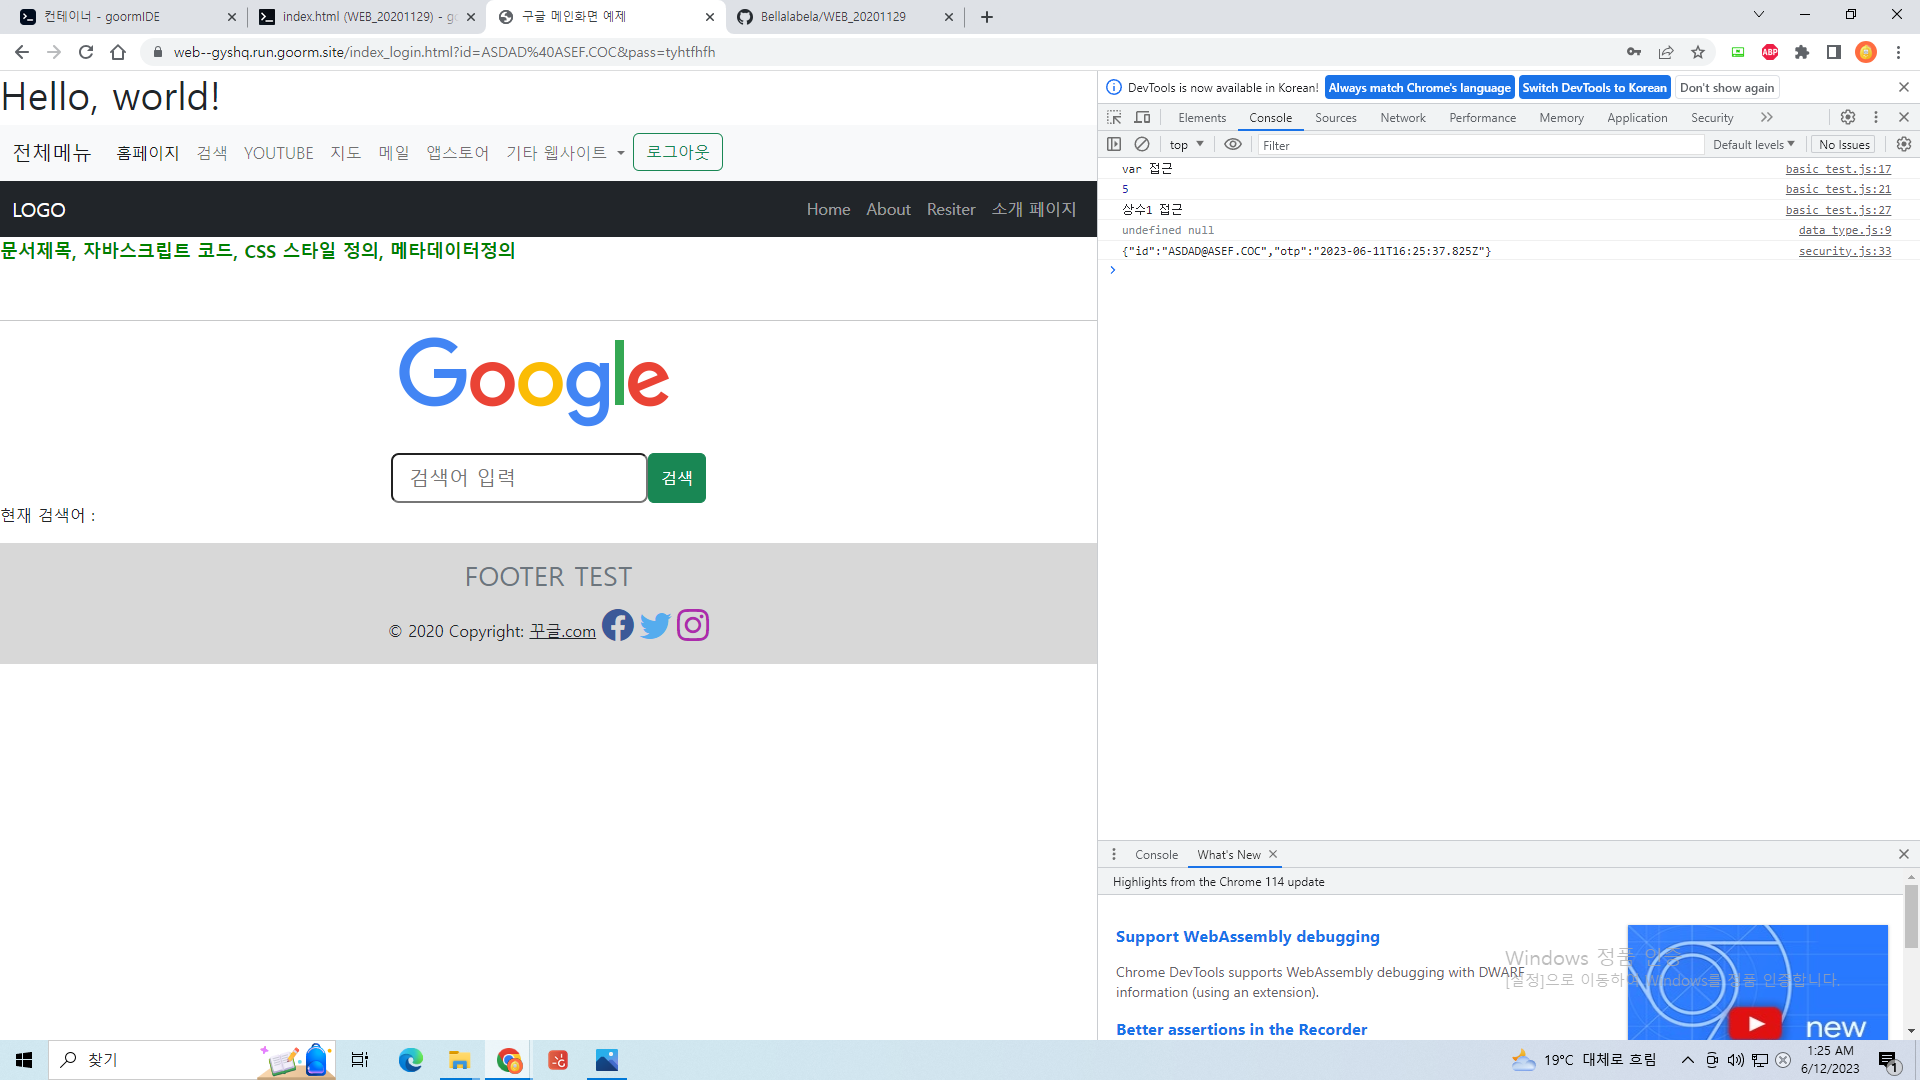 컨테이너 - goormIDE
index.html (WEB_20201129) - go
구글 메인화면 예제
Bellalabela/WEB_20201129
web--gyshq.run.goorm.site/index_login.html?id=ASDAD%40ASEF.COC&pass=tyhtfhfh
ABP
Hello, world!
전체메뉴 홈페이지 검색 YOUTUBE 지도 메일 앱스토어 기타 웹사이트 로그아웃
LOGO Home About Resiter 소개 페이지
문서제목, 자바스크립트 코드, CSS 스타일 정의, 메타데이터정의
Google
검색어 입력 검색
현재 검색어 :
FOOTER TEST
© 2020 Copyright: 꾸글.com
DevTools is now available in Korean! Always match Chrome's language Switch DevTools to Korean Don't show again
Elements Console Sources Network Performance Memory Application Security
top Filter Default levels No Issues
var 접근 basic_test.js:17
5 basic_test.js:21
상수1 접근 basic_test.js:27
undefined null data_type.js:9
{"id":"ASDAD@ASEF.COC","otp":"2023-06-11T16:25:37.825Z"} security.js:33
Console What's New
Highlights from the Chrome 114 update
Support WebAssembly debugging
Chrome DevTools supports WebAssembly debugging with DWARF
information (using an extension).
Better assertions in the Recorder
new
Windows 정품 인증
[설정]으로 이동하여 Windows를 정품 인증합니다.
찾기
19°C 대체로 흐림
1:25 AM
6/12/2023
1